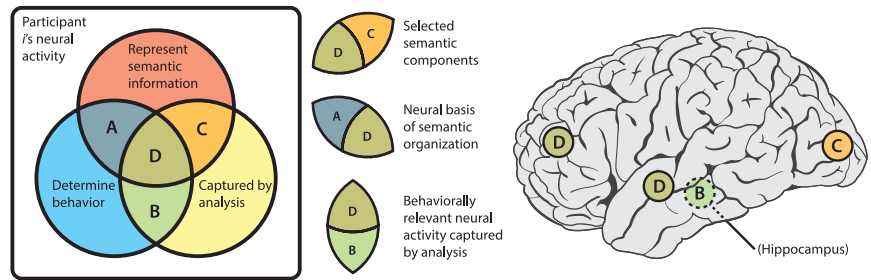 Participant
i's neural
activity
Represent
semantic
information
A
C
D
Determine
behavior
Captured by
analysis
B
D
C
Selected
semantic
components
A
D
Neural basis
of semantic
organization
D
B
Behaviorally
relevant neural
activity captured
by analysis
D
C
D
B
(Hippocampus)